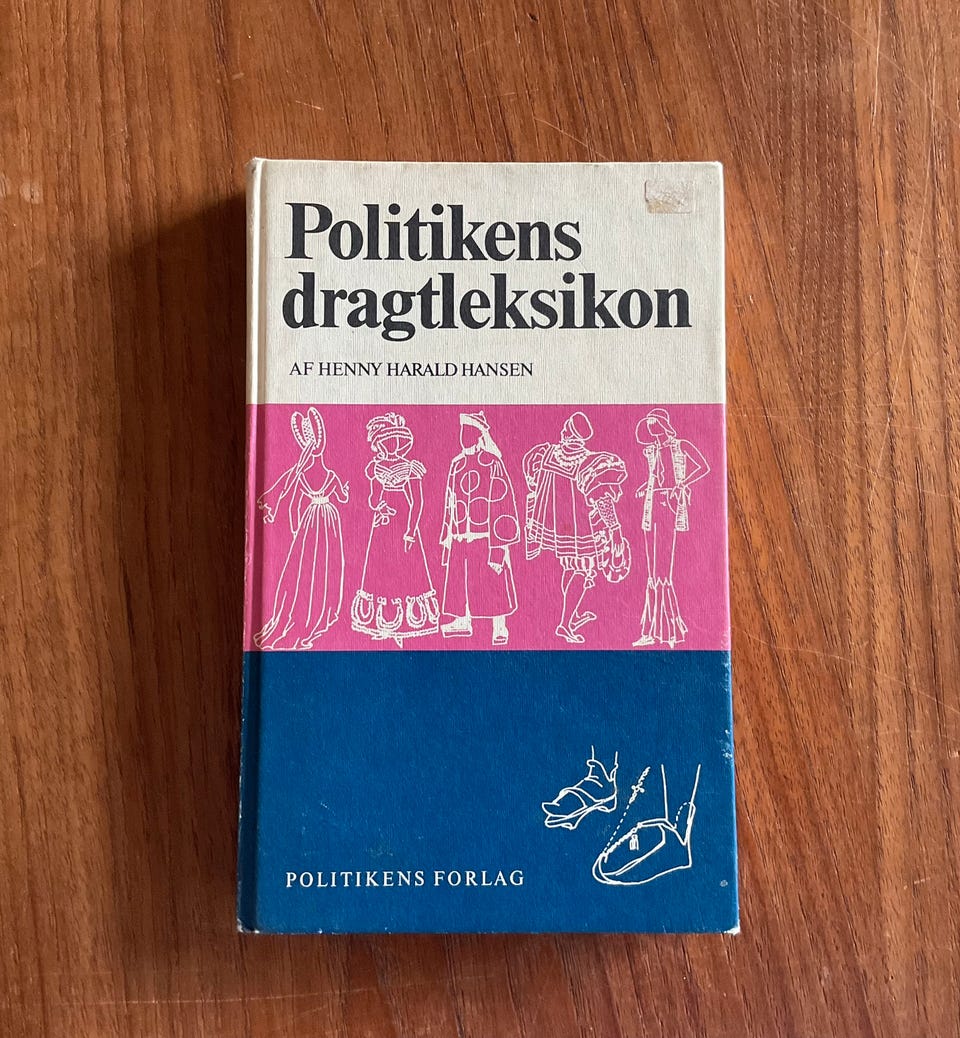 Politikens
dragtleksikon
AF HENNY HARALD HANSEN
POLITIKENS FORLAG